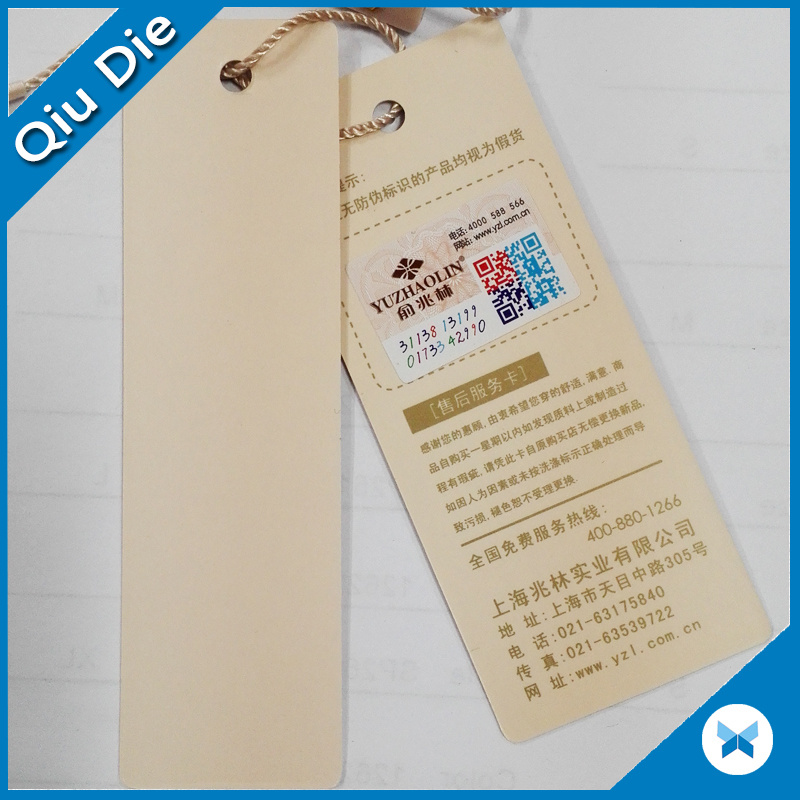 Qiu Die
示:
无防伪标识的产品均视为假货
电话:4000 588 566
网站: www.yzl.com.cn
YUZHAOLIN®
俞兆林
31138 13199
01733 42990
[售后服务卡]
感谢您的惠顾,由衷希望您穿的舒适,满意.商
品自购买一星期以内如发现质料上或制造过
程有瑕疵,请凭此卡自原购买店无偿更换新品,
如因人为因素或未按洗涤标示正确处理而导
致污损,褪色恕不受理更换.
全国免费服务热线:
400-880-1266
上海兆林实业有限公司
地 址:上海市天目中路305号
电 话:021-63175840
传 真:021-63539722
网 址:www.yzl.com.cn